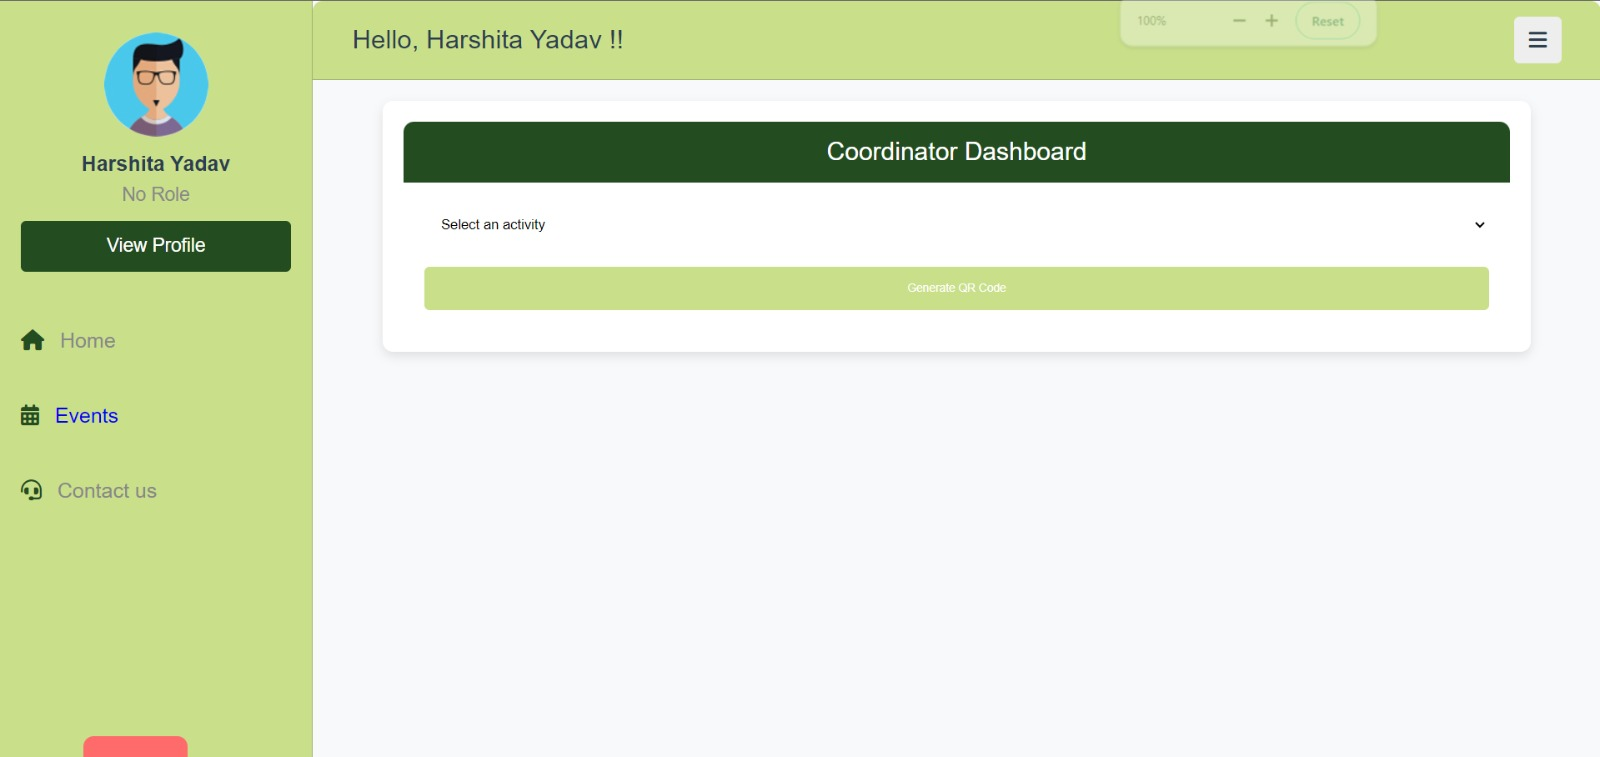 Harshita Yadav
No Role
View Profile
Home
Events
Contact us
Hello, Harshita Yadav !!
100%
Reset
Coordinator Dashboard
Select an activity
Generate QR Code